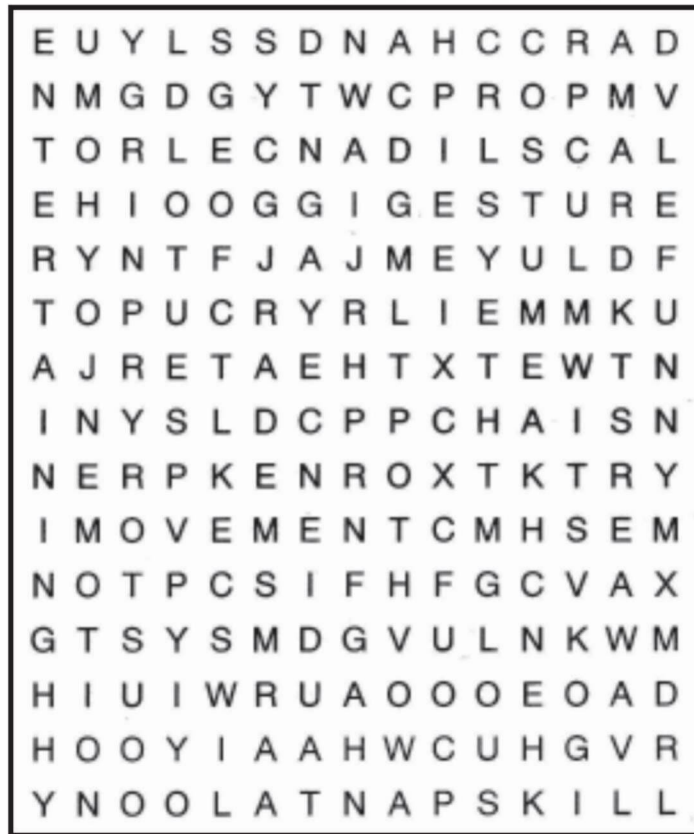 E U Y L S S D N A H C C R A D
N M G D G Y T W C P R O P M V
T O R L E C N A D I L S C A L
E H I O O G G I G E S T U R E
R Y N T F J A J M E Y U L D F
T O P U C R Y R L I E M M K U
A J R E T A E H T X T E W T N
I N Y S L D C P P C H A I S N
N E R P K E N R O X T K T R Y
I M O V E M E N T C M H S E M
N O T P C S I F H F G C V A X
G T S Y S M D G V U L N K W M
H I U I W R U A O O O E O A D
H O O Y I A A H W C U H G V R
Y N O O L A T N A P S K I L L